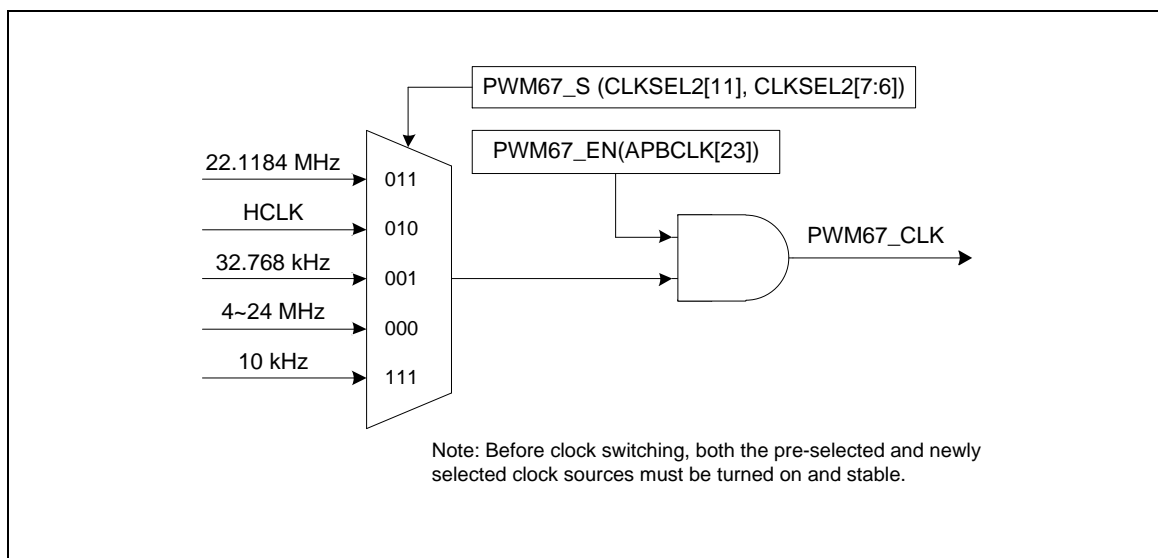 PWM67_S (CLKSEL2[11], CLKSEL2[7:6])
PWM67_EN(APBCLK[23])
22.1184 MHz
011
HCLK
010
PWM67_CLK
32.768 kHz
001
4~24 MHz
000
10 kHz
111
Note: Before clock switching, both the pre-selected and newly
selected clock sources must be turned on and stable.